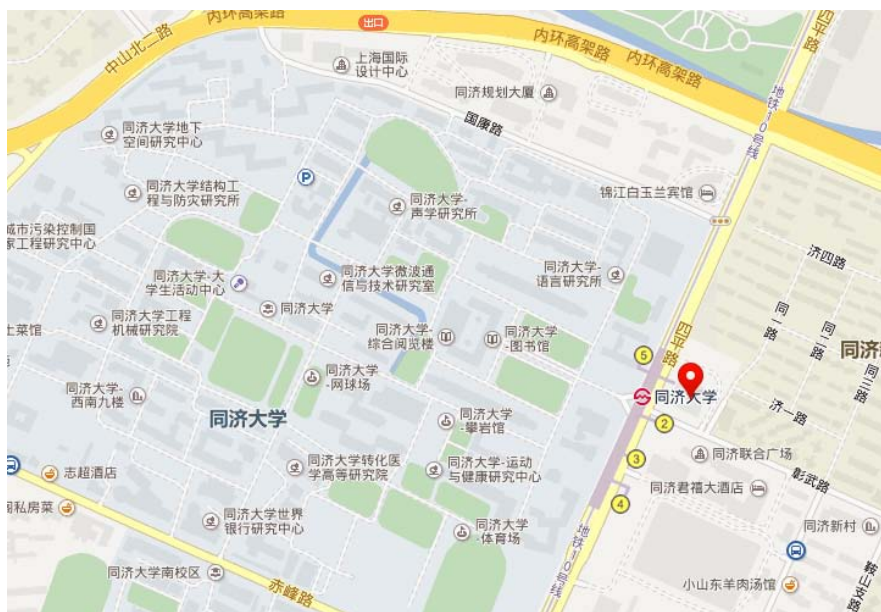 出口
内环高架路
中山北二路
四平路
上海国际
设计中心
内环高架路
内环高架路
同济规划大厦
地铁10号线
国康路
同济大学地下
空间研究中心
P
同济大学结构工
程与防灾研究所
锦江白玉兰宾馆
同济大学-
声学研究所
城市污染控制国
家工程研究中心
济四路
同济大学-大
学生活动中心
同济大学微波通
信与技术研究室
同济大学-
语言研究所
同济大学
同一路
同二路
同济大学工程
机械研究院
土菜馆
同济大学-
综合阅览楼
同济大学
-图书馆
四平路
同济
同三路
5
同济大学
-网球场
同济大学-
西南九楼
同济大学
同济大学
济一路
同济大学
-攀岩馆
2
同济联合广场
3
彰武路
志超酒店
同济大学转化医
学高等研究院
同济大学-运动
与健康研究中心
同济君禧大酒店
4
私房菜
同济大学世界
银行研究中心
同济大学
-体育场
地铁10号线
同济新村
鞍山支路
同济大学南校区
赤峰路
小山东羊肉汤馆